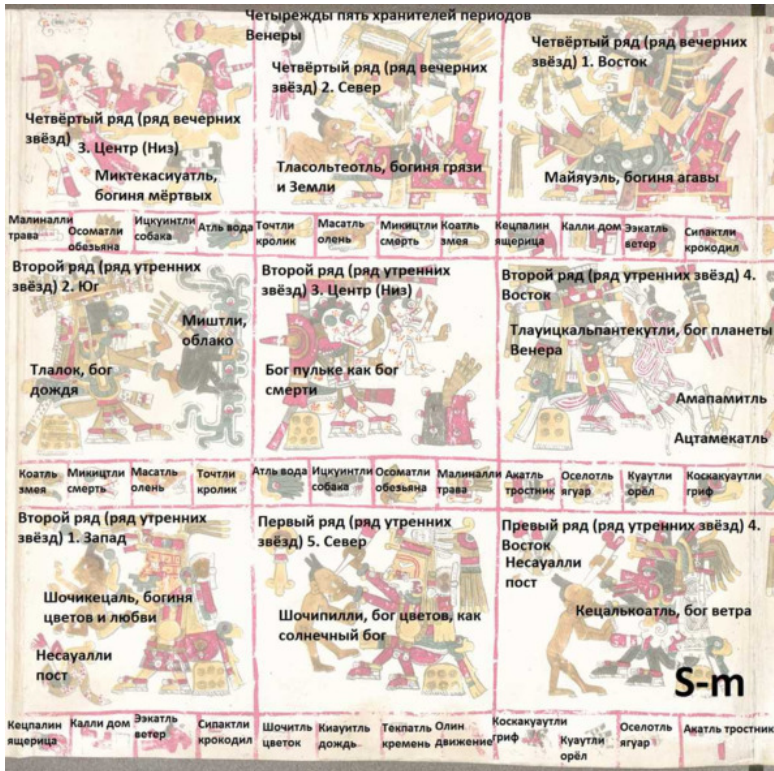 Четырежды пять хранителей периодов
Венеры
Четвёртый ряд (ряд вечерних
звёзд)
3. Центр (Низ)
Миктекасиуатль,
богиня мёртвых
Четвёртый ряд (ряд вечерних
звёзд) 2. Север
Тласольтеотль, богиня грязи
и Земли
Четвёртый ряд (ряд вечерних
звёзд) 1. Восток
Майяуэль, богиня агавы
Малиналли
трава
Осоматли
обезьяна
Ицкуинтли
собака
Атль вода
Точтли
кролик
Масатль
олень
Микицтли
смерть
Коатль
змея
Кецпалин
ящерица
Калли дом
Ээкатль
ветер
Сипактли
крокодил
Второй ряд (ряд утренних
звёзд) 2. Юг
Миштли,
облако
Тлалок, бог
дождя
Второй ряд (ряд утренних
звёзд) 3. Центр (Низ)
Бог пульке как бог
смерти
Второй ряд (ряд утренних звёзд) 4.
Восток
Тлауицкальпантекутли, бог планеты
Венера
Амапамитль
Ацтамекатль
Коатль
змея
Микицтли
смерть
Масатль
олень
Точтли
кролик
Атль вода
Ицкуинтли
собака
Осоматли
обезьяна
Малиналли
трава
Акатль
тростник
Оселотль
ягуар
Куаутли
орёл
Коскакуаутли
гриф
Второй ряд (ряд утренних
звёзд) 1. Запад
Шочикецаль, богиня
цветов и любви
Несауалли
пост
Первый ряд (ряд утренних
звёзд) 5. Север
Шочипилли, бог цветов, как
солнечный бог
Превый ряд (ряд утренних звёзд) 4.
Восток
Несауалли
пост
Кецалькоатль, бог ветра
S-m
Кецпалин
ящерица
Калли дом
Ээкатль
ветер
Сипактли
крокодил
Шочитль
цветок
Киауитль
дождь
Текпатль
кремень
Олин
движение
Коскакуаутли
гриф
Куаутли
орёл
Оселотль
ягуар
Акатль тростник